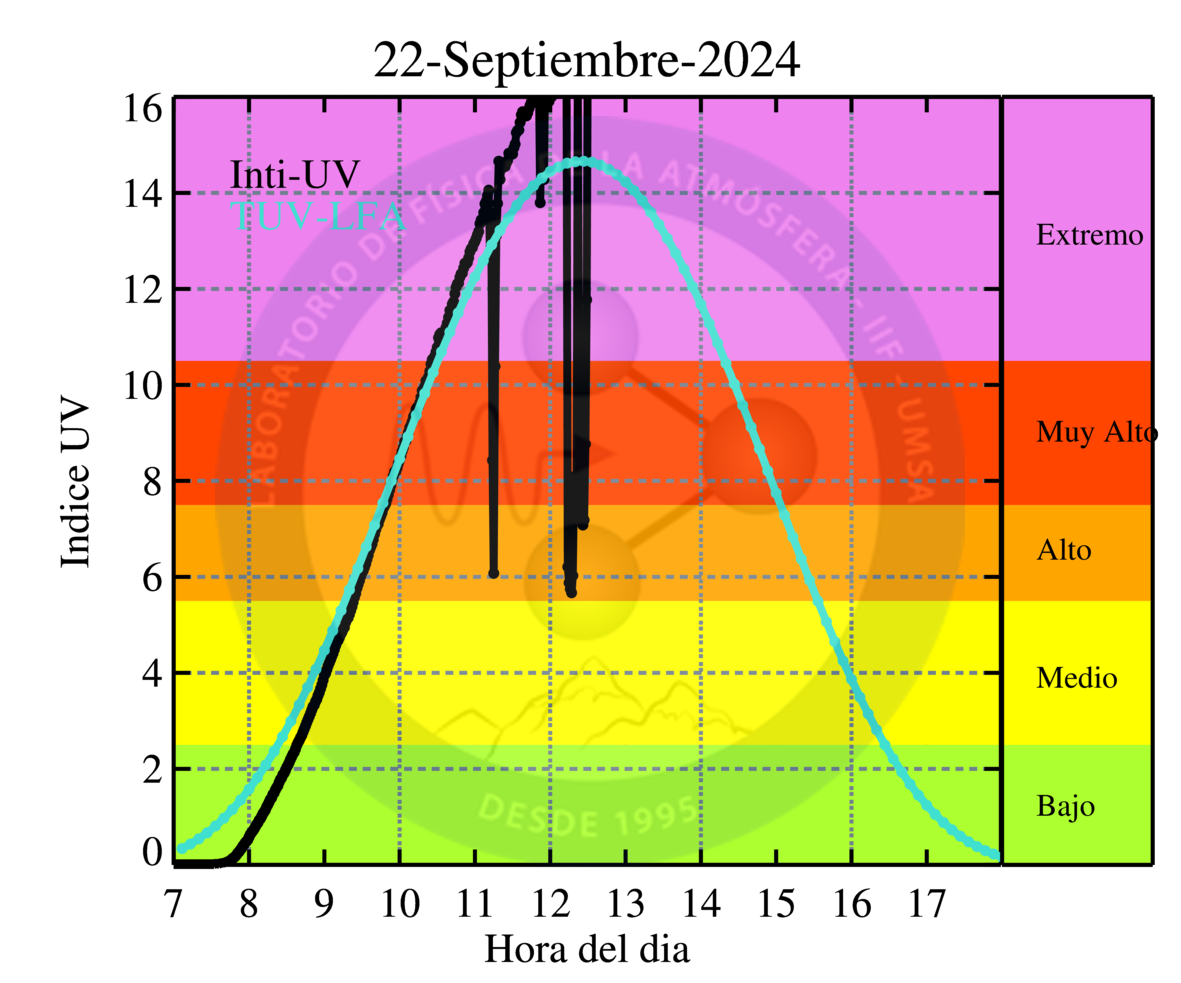 22-Septiembre-2024
16
14
12
10
8
6
4
2
0
Indice UV
Inti-UV
TUV-LFA
LABORATORIO DE FÍSICA DE LA ATMÓSFERA - IIF - UMSA
DESDE 1995
Extremo
Muy Alto
Alto
Medio
Bajo
7 8 9 10 11 12 13 14 15 16 17
Hora del dia